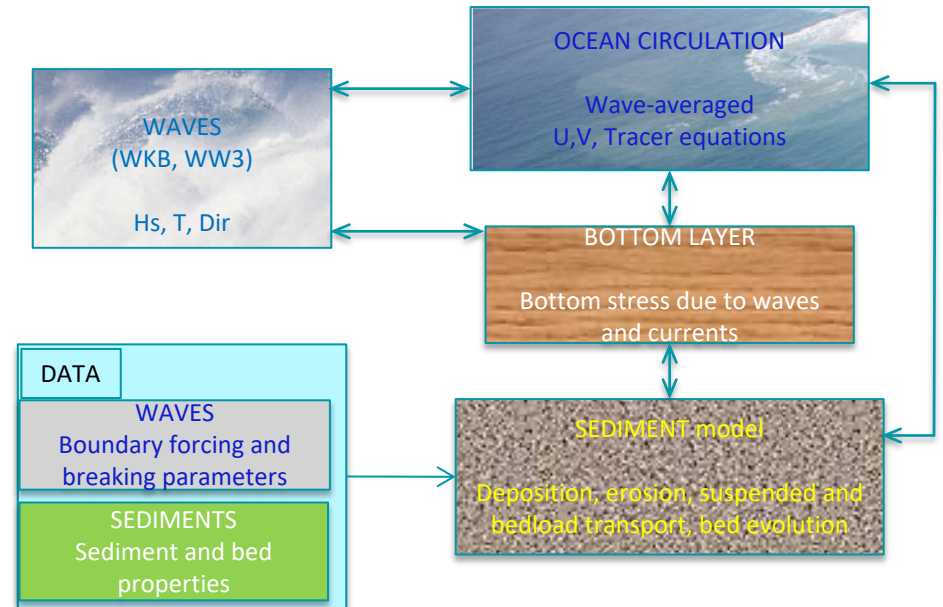 OCEAN CIRCULATION
Wave-averaged
U,V, Tracer equations
WAVES
(WKB, WW3)
Hs, T, Dir
BOTTOM LAYER
Bottom stress due to waves
and currents
DATA
WAVES
Boundary forcing and
breaking parameters
SEDIMENTS
Sediment and bed
properties
SEDIMENT model
Deposition, erosion, suspended and
bedload transport, bed evolution